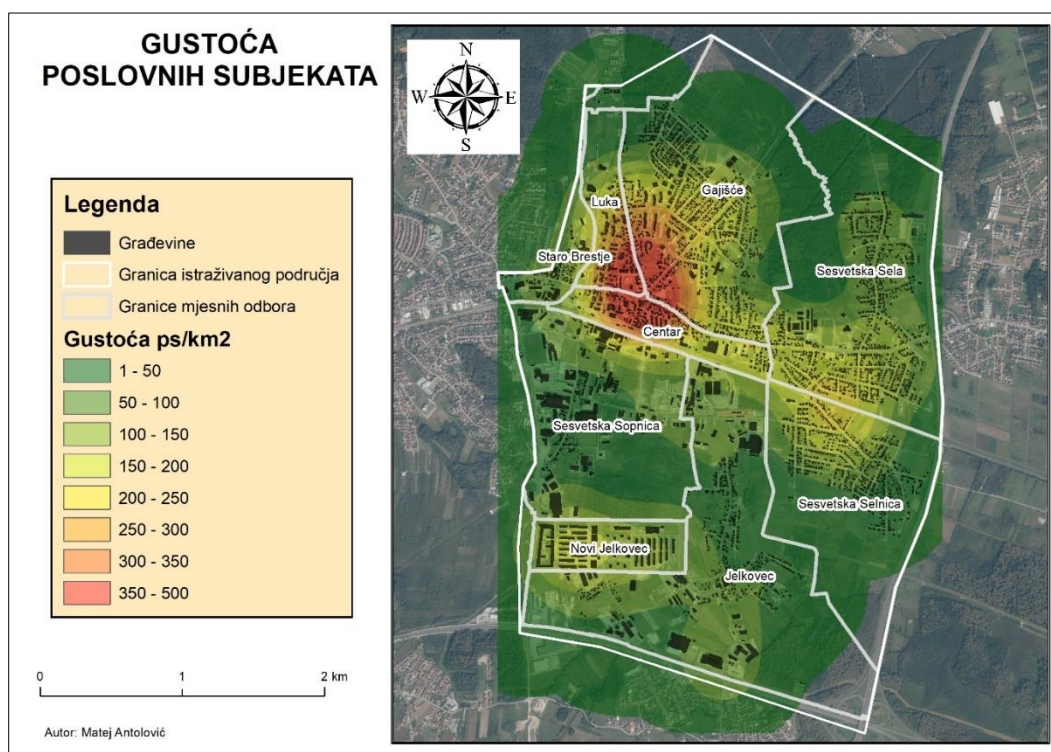 GUSTOĆA
POSLOVNIH SUBJEKATA
N
W
E
S
Legenda
Građevine
Granica istraživanog područja
Granice mjesnih odbora
Gustoća ps/km2
1 - 50
50 - 100
100 - 150
150 - 200
200 - 250
250 - 300
300 - 350
350 - 500
0
1
2 km
Autor: Matej Antolović
Gajišće
Luka
Staro Brestje
Sesvetska Sela
Centar
Sesvetska Sopnica
Sesvetska Selnica
Novi Jelkovec
Jelkovec